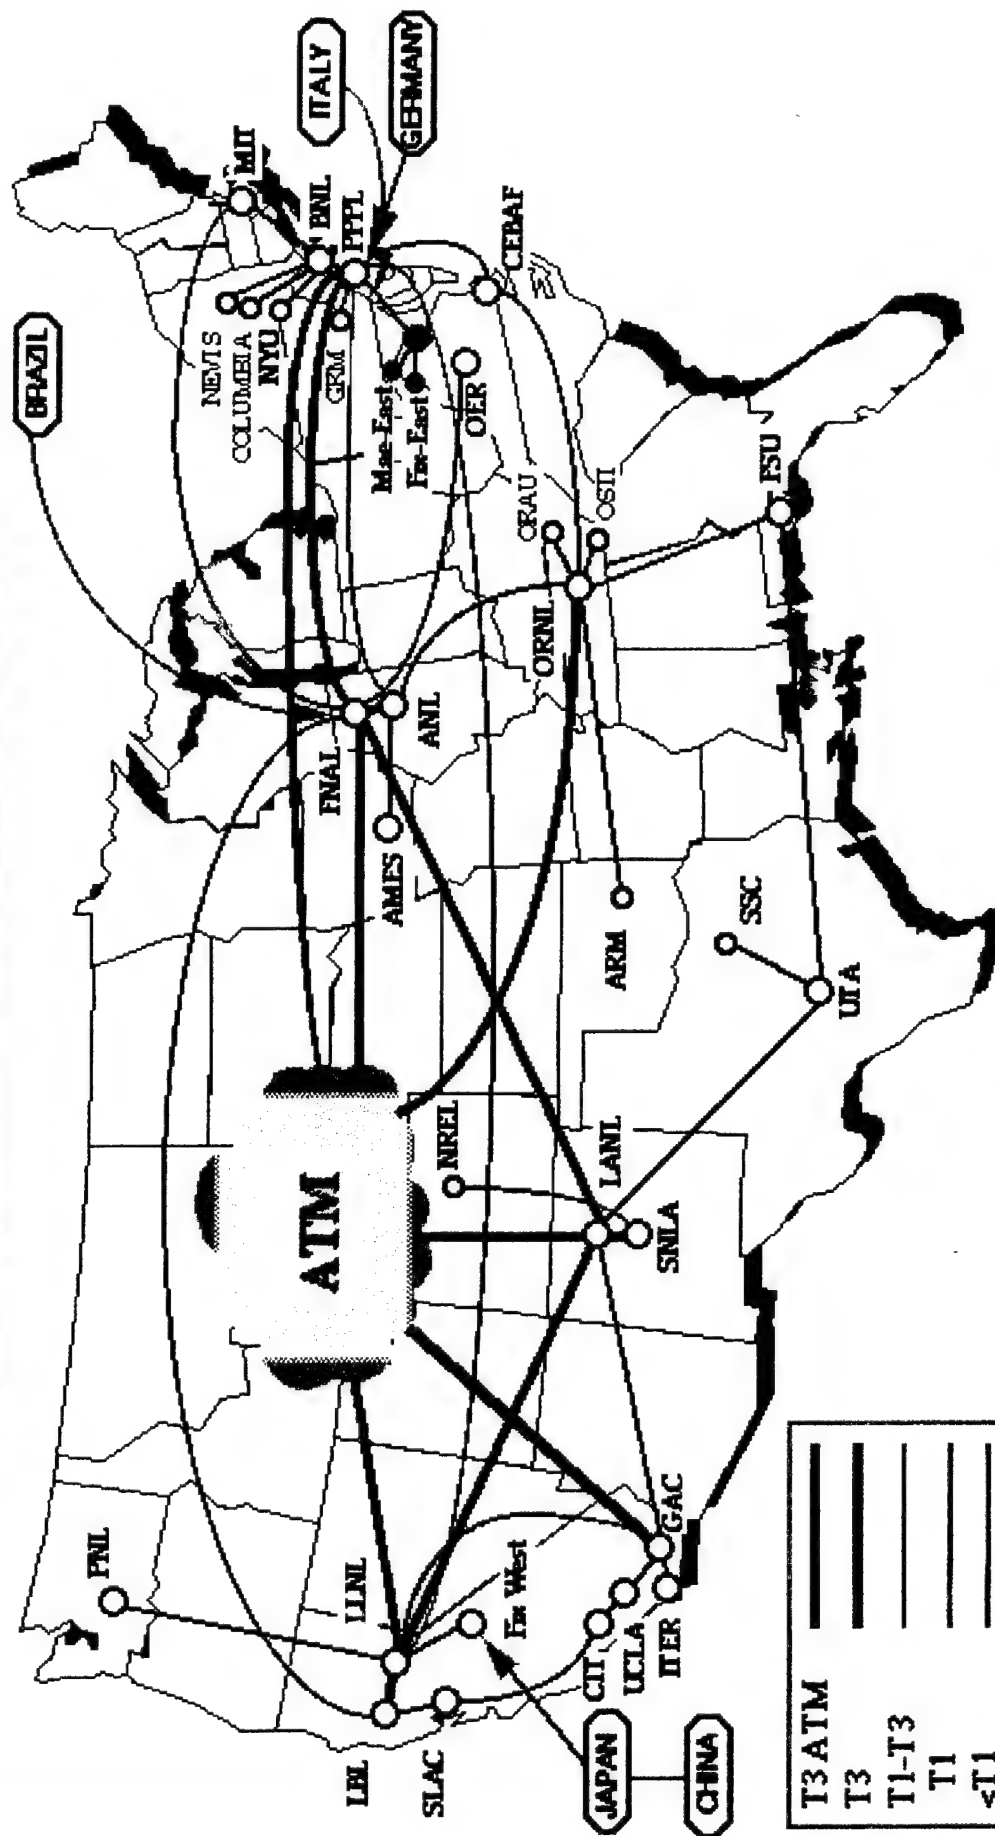 BRAZIL
ITALY
GERMANY
MIT
BNL
PPPL
NEVIS
COLUMBIA
NYU
GRM
Mae-East
Fix-East
OER
CEBAF
PNL
FNAL
ANL
AMES
ATM
LLNL
LBL
SLAC
NREL
ORAU
OSTI
ORNL
ARM
SSC
FSU
UTA
LANL
SNLA
Fix West
GAC
CIT
UCLA
ITER
JAPAN
CHINA
T3 ATM
T3
T1-T3
T1
<T1